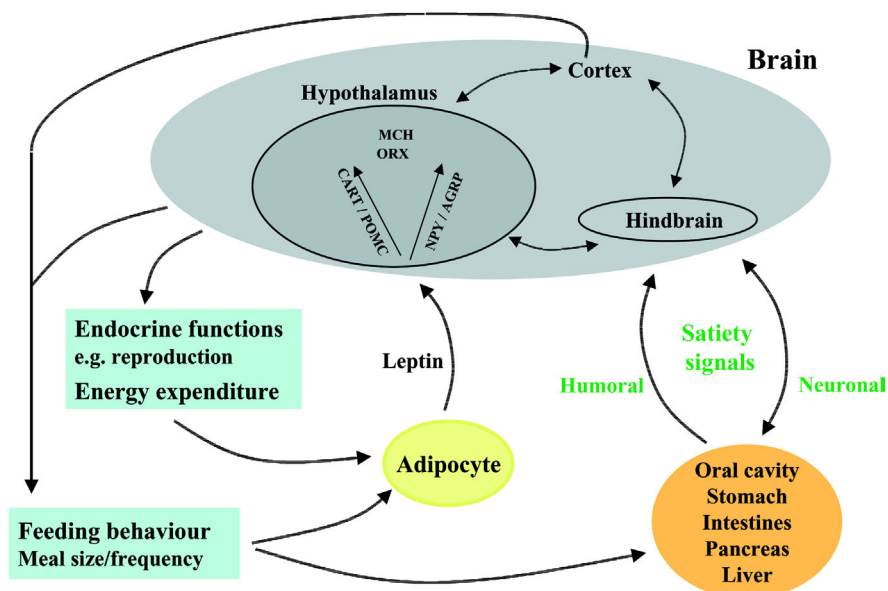 Brain
Cortex
Hypothalamus
MCH
ORX
CART / POMC
NPY / AGRP
Hindbrain
Endocrine functions
e.g. reproduction
Energy expenditure
Leptin
Satiety
signals
Humoral
Neuronal
Adipocyte
Oral cavity
Stomach
Intestines
Pancreas
Liver
Feeding behaviour
Meal size/frequency